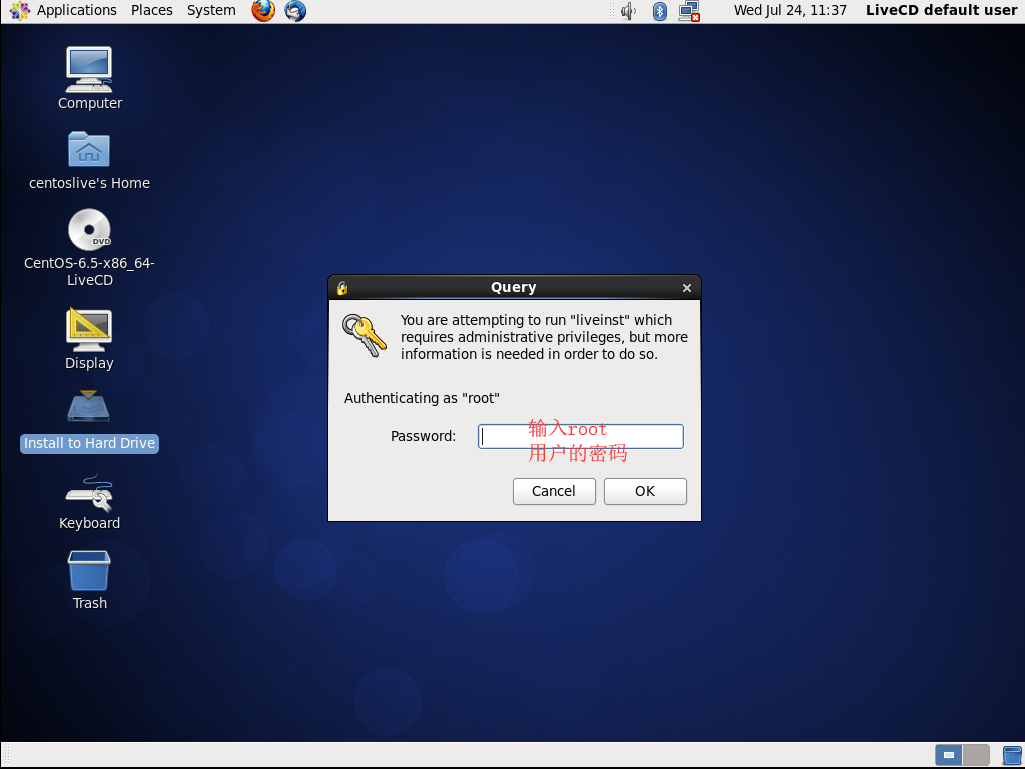 Applications Places System
Wed Jul 24, 11:37 LiveCD default user
Computer
centoslive's Home
DVD
CentOS-6.5-x86_64-
LiveCD
Display
Install to Hard Drive
Keyboard
Trash
Query
You are attempting to run "liveinst" which
requires administrative privileges, but more
information is needed in order to do so.
Authenticating as "root"
Password:
输入root
用户的密码
Cancel OK